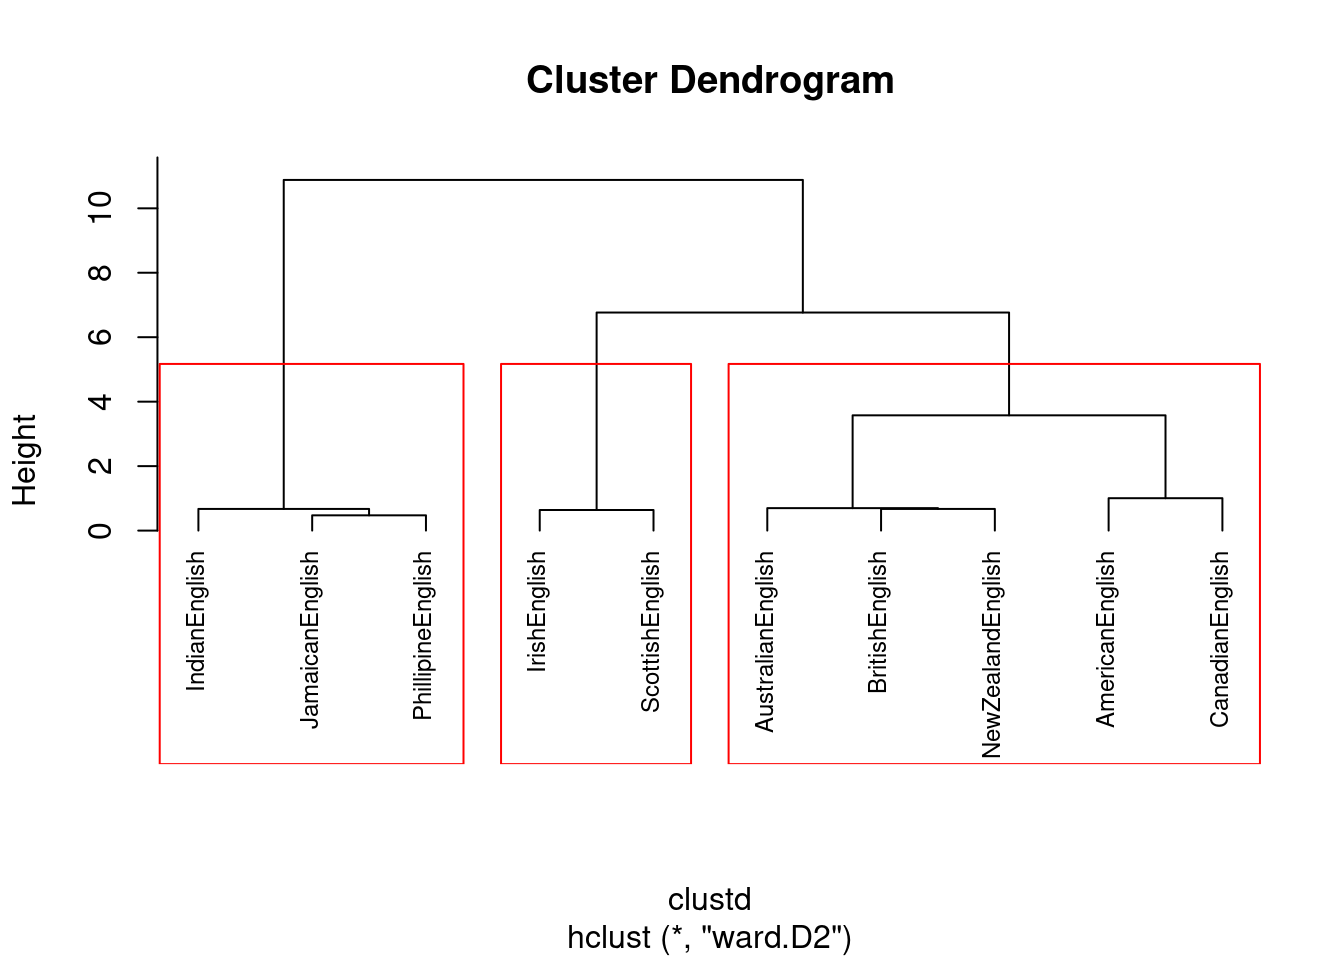 Cluster Dendrogram
Height
10
8
6
4
2
0
IndianEnglish
JamaicanEnglish
PhillipineEnglish
IrishEnglish
ScottishEnglish
AustralianEnglish
BritishEnglish
NewZealandEnglish
AmericanEnglish
CanadianEnglish
clustd
hclust (*, "ward.D2")